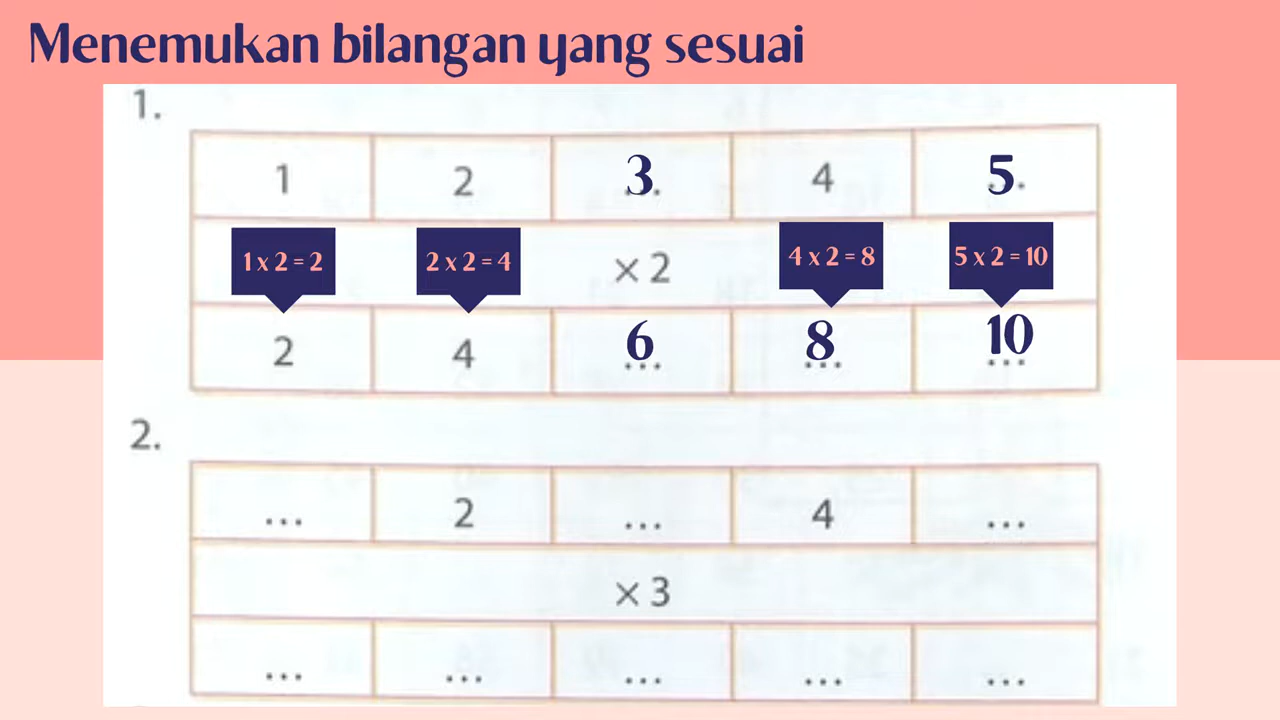 Menemukan bilangan yang sesuai
1.
1 2 3. 4 5.
1 x 2 = 2 2 x 2 = 4 × 2 4 x 2 = 8 5 x 2 = 10
2 4 6 ... 8 ... 10 ...
2.
... 2 ... 4 ...
× 3
... ... ... ... ...